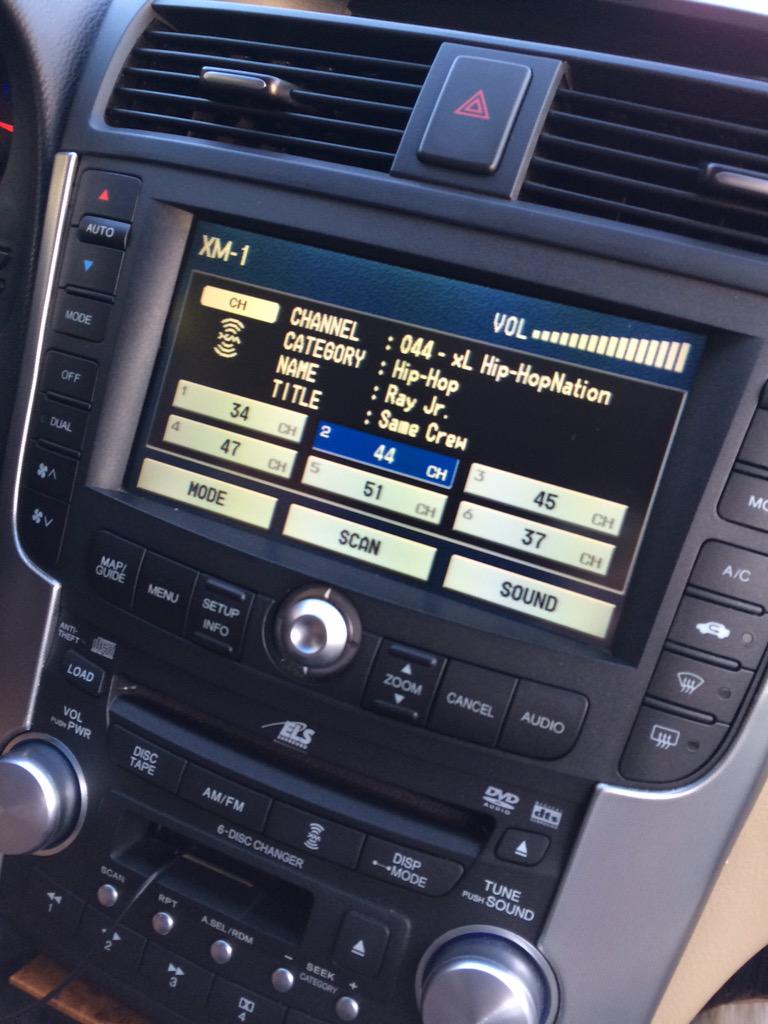 XM-1
VOL
CH
CHANNEL : 044 - xL Hip-HopNation
CATEGORY : Hip-Hop
NAME : Ray Jr.
TITLE : Same Crew
1 34 CH
2 44 CH
3 45 CH
4 47 CH
5 51 CH
6 37 CH
MODE
SCAN
SOUND
AUTO
MODE
OFF
DUAL
A/C
MAP/
GUIDE
MENU
SETUP
INFO
ZOOM
CANCEL
AUDIO
ANTI-
THEFT
LOAD
VOL
PUSH PWR
ELS
SURROUND
DISC
TAPE
AM/FM
XM
DISP
MODE
6-DISC CHANGER
DVD
AUDIO
DIGITAL
dts
SURROUND
TUNE
PUSH SOUND
SCAN
RPT
A.SEL/RDM
SEEK
CATEGORY
- +
1
2
3
4